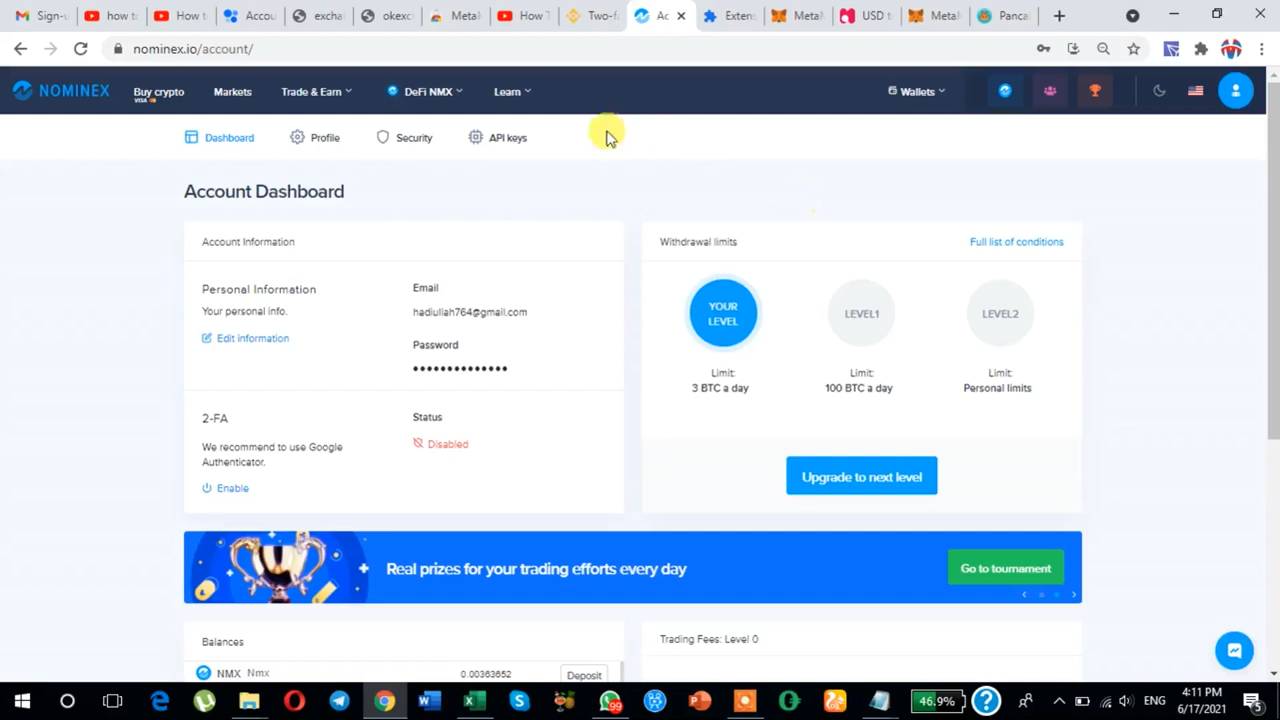 Sign-u
how to
How to
Accou
excha
okexc
Metal
How T
Two-fa
Ac
Extens
Metal
USD to
Metal
Panca
nominex.io/account/
NOMINEX
Buy crypto
VISA
Markets
Trade & Earn
DeFi NMX
Learn
Wallets
Dashboard
Profile
Security
API keys
Account Dashboard
Account Information
Personal Information
Your personal info.
Edit information
Email
hadiullah764@gmail.com
Password
••••••••••••••
2-FA
We recommend to use Google
Authenticator.
Enable
Status
Disabled
Withdrawal limits
Full list of conditions
YOUR
LEVEL
LEVEL1
LEVEL2
Limit:
3 BTC a day
Limit:
100 BTC a day
Limit:
Personal limits
Upgrade to next level
Real prizes for your trading efforts every day
Go to tournament
Balances
NMX Nmx
0.00363652
Deposit
Trading Fees: Level 0
99
46.9%
ENG
4:11 PM
6/17/2021
5